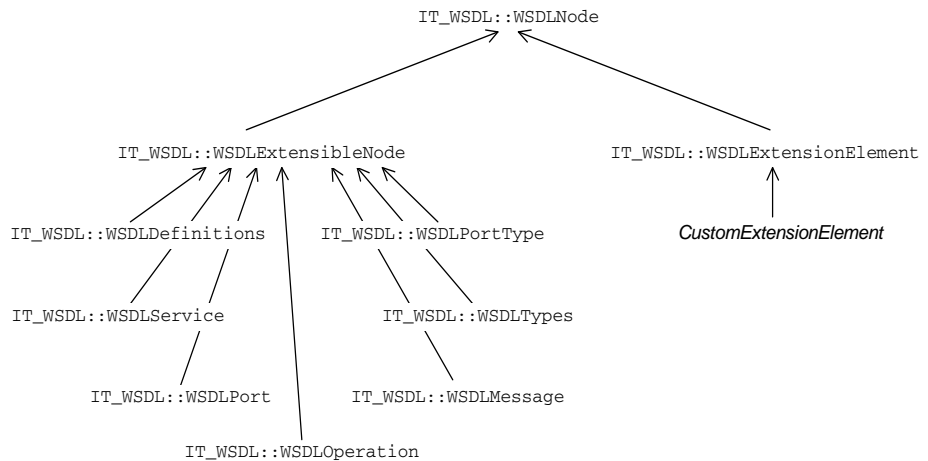 IT_WSDL::WSDLNode
IT_WSDL::WSDLExtensibleNode
IT_WSDL::WSDLExtensionElement
IT_WSDL::WSDLDefinitions
IT_WSDL::WSDLPortType
CustomExtensionElement
IT_WSDL::WSDLService
IT_WSDL::WSDLTypes
IT_WSDL::WSDLPort
IT_WSDL::WSDLMessage
IT_WSDL::WSDLOperation